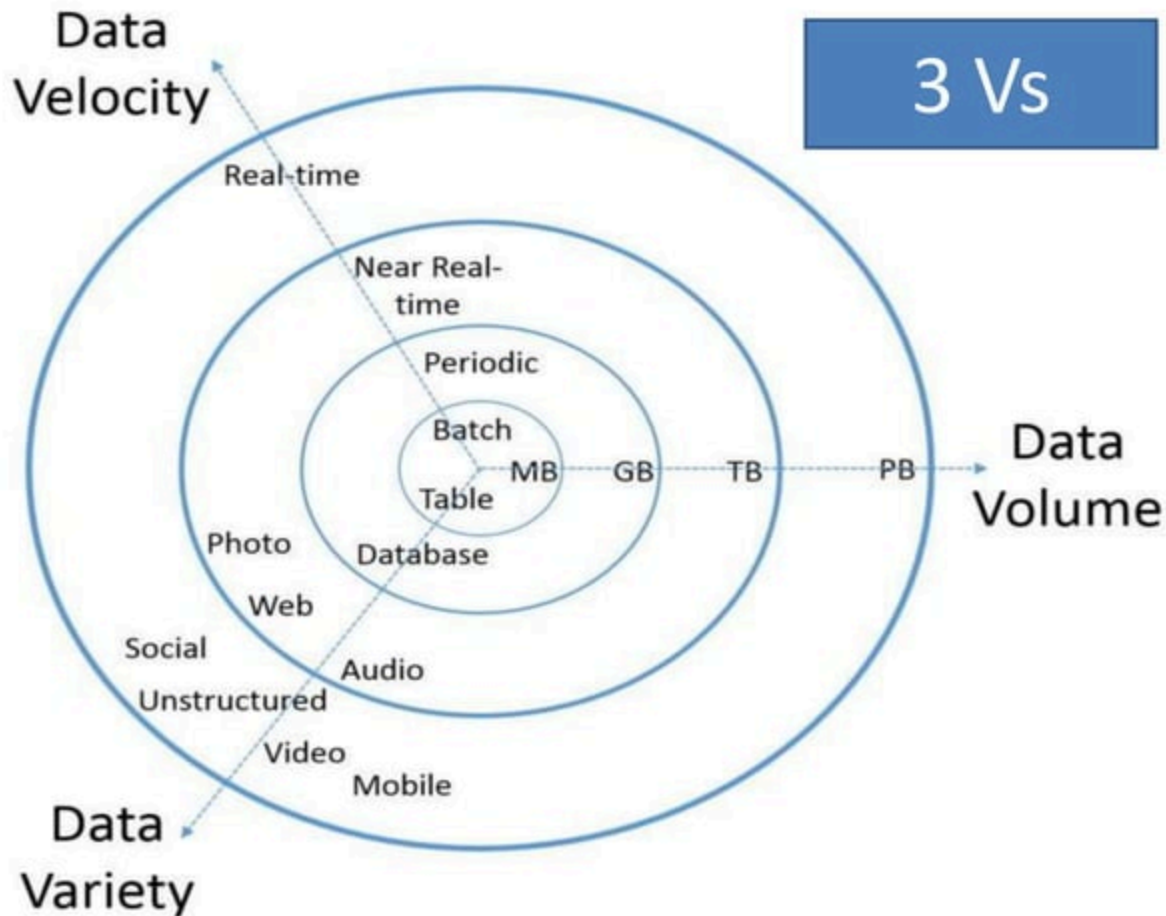 Data
Velocity
3 Vs
Real-time
Near Real-
time
Periodic
Batch
MB
GB
TB
PB
Data
Volume
Table
Database
Photo
Web
Audio
Social
Unstructured
Video
Mobile
Data
Variety